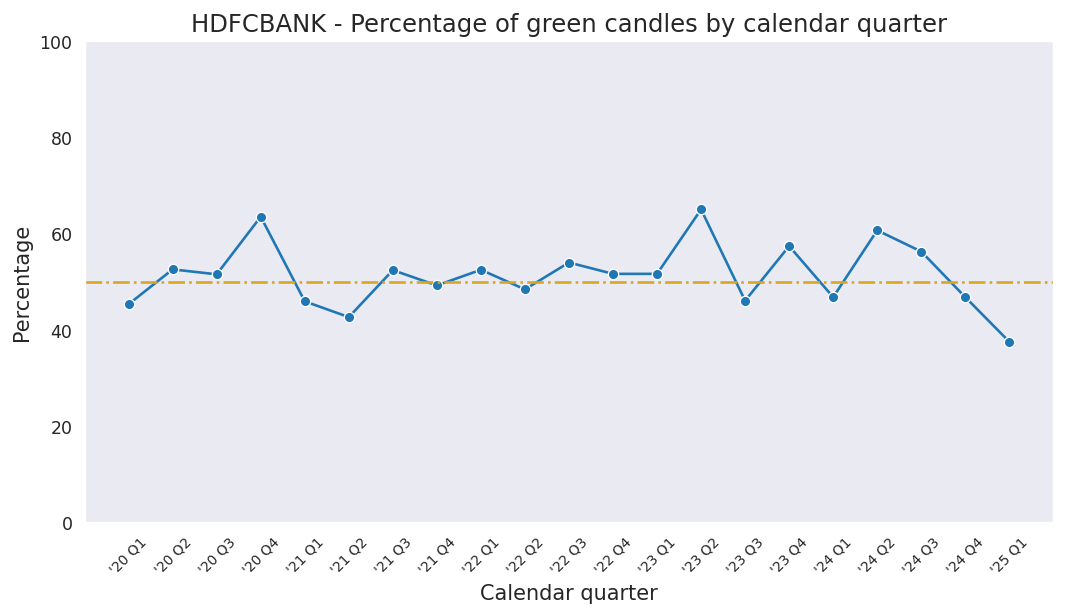 HDFCBANK - Percentage of green candles by calendar quarter
100
80
60
40
20
0
Percentage
'20 Q1
'20 Q2
'20 Q3
'20 Q4
'21 Q1
'21 Q2
'21 Q3
'21 Q4
'22 Q1
'22 Q2
'22 Q3
'22 Q4
'23 Q1
'23 Q2
'23 Q3
'23 Q4
'24 Q1
'24 Q2
'24 Q3
'24 Q4
'25 Q1
Calendar quarter